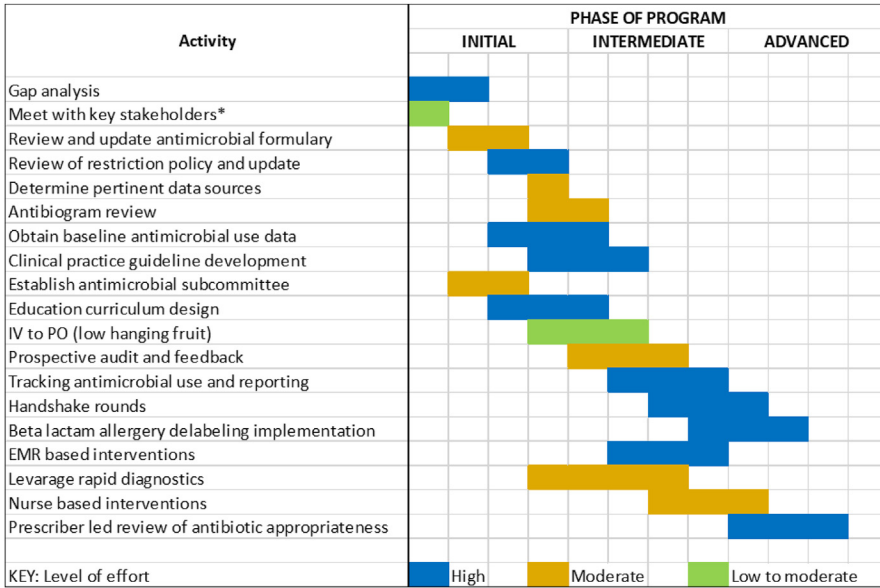 PHASE OF PROGRAM
Activity
INITIAL INTERMEDIATE ADVANCED
Gap analysis
Meet with key stakeholders*
Review and update antimicrobial formulary
Review of restriction policy and update
Determine pertinent data sources
Antibiogram review
Obtain baseline antimicrobial use data
Clinical practice guideline development
Establish antimicrobial subcommittee
Education curriculum design
IV to PO (low hanging fruit)
Prospective audit and feedback
Tracking antimicrobial use and reporting
Handshake rounds
Beta lactam allergery delabeling implementation
EMR based interventions
Levarage rapid diagnostics
Nurse based interventions
Prescriber led review of antibiotic appropriateness
KEY: Level of effort High Moderate Low to moderate